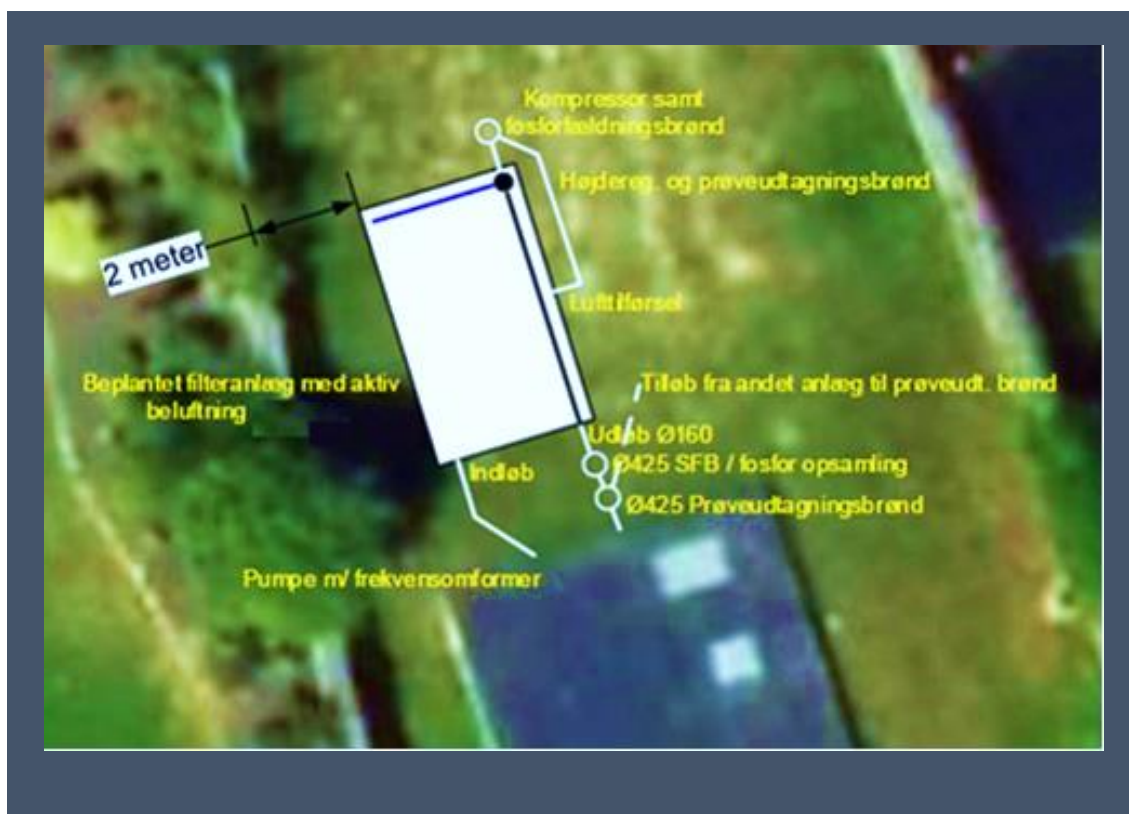 Kompressor samt
fosforfældningsbrønd
Højdereg. og prøveudtagningsbrønd
2 meter
Lufttilførsel
Beplantet filteranlæg med aktiv
beluftning
Tilløb fra andet anlæg til prøveudt. brønd
Udløb Ø160
Ø425 SFB / fosfor opsamling
Indløb
Ø425 Prøveudtagningsbrønd
Pumpe m/ frekvensomformer